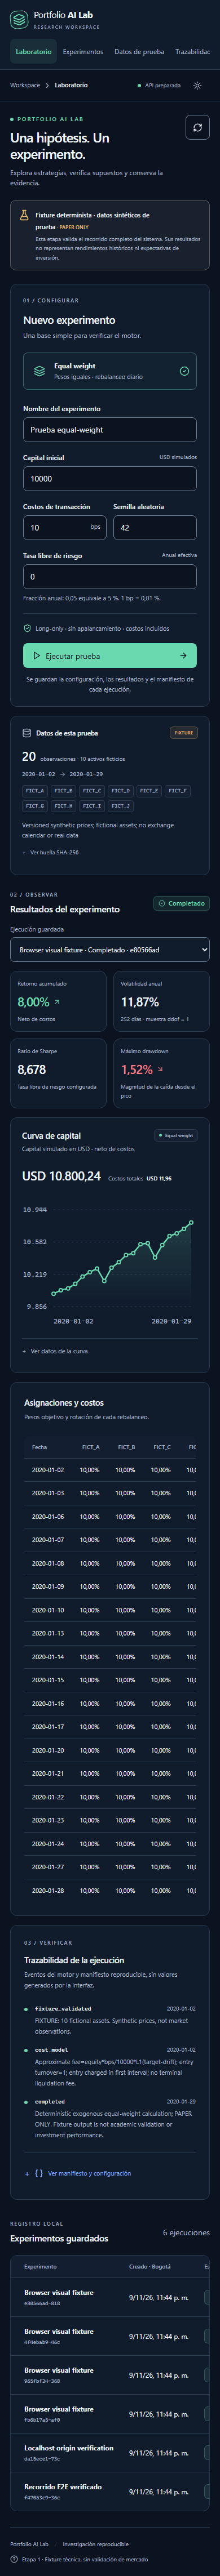 Portfolio AI Lab
RESEARCH WORKSPACE
Laboratorio Experimentos Datos de prueba Trazabilidad
Workspace > Laboratorio API preparada
PORTFOLIO AI LAB
Una hipótesis. Un
experimento.
Explora estrategias, verifica supuestos y conserva la
evidencia.
Fixture determinista · datos sintéticos de
prueba · PAPER ONLY
Esta etapa valida el recorrido completo del sistema. Sus resultados
no representan rendimientos históricos ni expectativas de
inversión.
01 / CONFIGURAR
Nuevo experimento
Una base simple para verificar el motor.
Equal weight
Pesos iguales · rebalanceo diario
Nombre del experimento
Prueba equal-weight
Capital inicial USD simulados
10000
Costos de transacción Semilla aleatoria
10 bps 42
Tasa libre de riesgo Anual efectiva
0
Fracción anual: 0,05 equivale a 5 %. 1 bp = 0,01 %.
Long-only · sin apalancamiento · costos incluidos
Ejecutar prueba
Se guardan la configuración, los resultados y el manifiesto de
cada ejecución.
Datos de esta prueba FIXTURE
20 observaciones · 10 activos ficticios
2020-01-02 → 2020-01-29
FICT_A FICT_B FICT_C FICT_D FICT_E FICT_F
FICT_G FICT_H FICT_I FICT_J
Versioned synthetic prices; fictional assets; no exchange
calendar or real data
+ Ver huella SHA-256
02 / OBSERVAR
Resultados del experimento Completado
Ejecución guardada
Browser visual fixture · Completado · e80566ad
Retorno acumulado Volatilidad anual
8,00% 11,87%
Neto de costos 252 días · muestra ddof = 1
Ratio de Sharpe Máximo drawdown
8,678 1,52%
Tasa libre de riesgo configurada Magnitud de la caída desde el
pico
Curva de capital Equal weight
Capital simulado en USD · neto de costos
USD 10.800,24 Costos totales USD 11,96
10.944
10.582
10.219
9.856
2020-01-02 2020-01-29
+ Ver datos de la curva
Asignaciones y costos
Pesos objetivo y rotación de cada rebalanceo.
Fecha FICT_A FICT_B FICT_C
2020-01-02 10,00% 10,00% 10,00%
2020-01-03 10,00% 10,00% 10,00%
2020-01-06 10,00% 10,00% 10,00%
2020-01-07 10,00% 10,00% 10,00%
2020-01-08 10,00% 10,00% 10,00%
2020-01-09 10,00% 10,00% 10,00%
2020-01-10 10,00% 10,00% 10,00%
2020-01-13 10,00% 10,00% 10,00%
2020-01-14 10,00% 10,00% 10,00%
2020-01-15 10,00% 10,00% 10,00%
2020-01-16 10,00% 10,00% 10,00%
2020-01-17 10,00% 10,00% 10,00%
2020-01-20 10,00% 10,00% 10,00%
2020-01-21 10,00% 10,00% 10,00%
2020-01-22 10,00% 10,00% 10,00%
2020-01-23 10,00% 10,00% 10,00%
2020-01-24 10,00% 10,00% 10,00%
2020-01-27 10,00% 10,00% 10,00%
2020-01-28 10,00% 10,00% 10,00%
03 / VERIFICAR
Trazabilidad de la ejecución
Eventos del motor y manifiesto reproducible, sin valores
generados por la interfaz.
fixture_validated 2020-01-02
FIXTURE: 10 fictional assets. Synthetic prices, not market
observations.
cost_model 2020-01-02
Approximate fee=equity*bps/10000*L1(target-drift); entry
turnover=1; entry charged in first interval; no terminal
liquidation fee.
completed 2020-01-29
Deterministic exogenous equal-weight calculation; PAPER
ONLY. Fixture output is not academic validation or
investment performance.
+ {} Ver manifiesto y configuración
REGISTRO LOCAL
Experimentos guardados 6 ejecuciones
Experimento Creado · Bogotá
Browser visual fixture 9/11/26, 11:44 p. m.
e80566ad-818
Browser visual fixture 9/11/26, 11:44 p. m.
Browser visual fixture 9/11/26, 11:44 p. m.
965fbf24-368
Browser visual fixture 9/11/26, 11:44 p. m.
Localhost origin verification 9/11/26, 11:44 p. m.
Recorrido E2E verificado 9/11/26, 11:44 p. m.
Portfolio AI Lab Investigación reproducible
Etapa 1 · Fixture técnica, sin validación de mercado